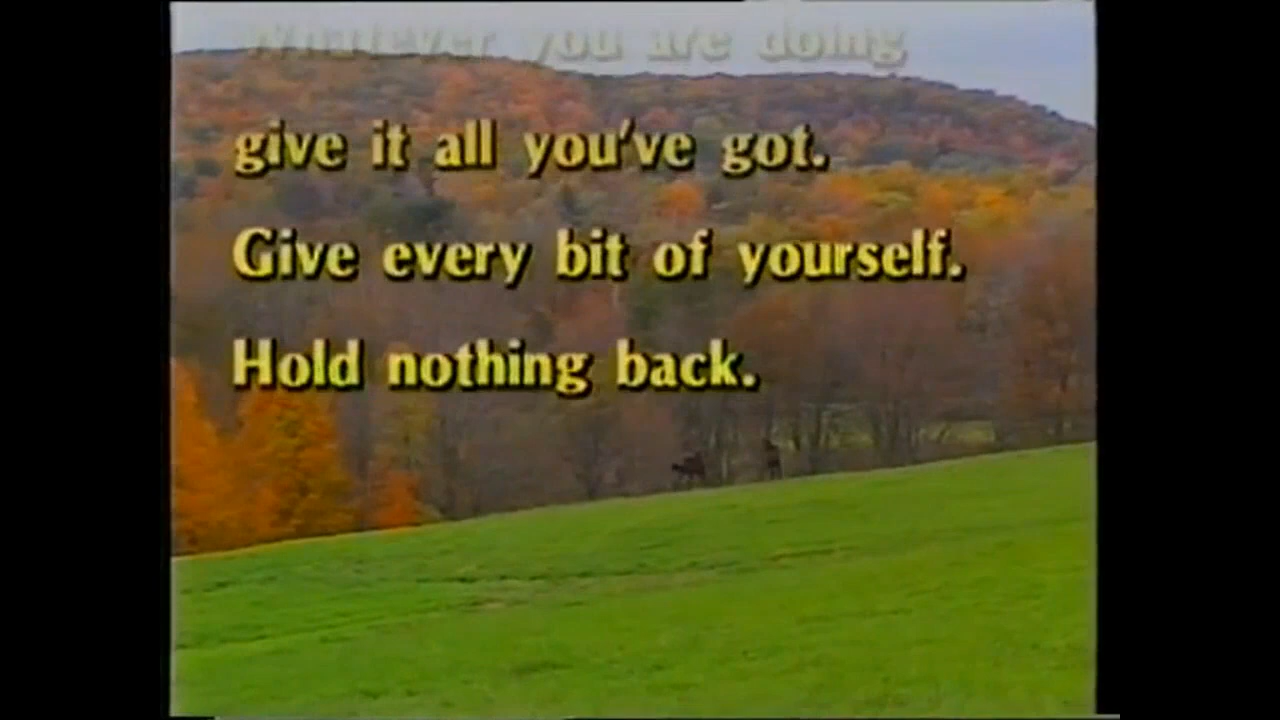 Whatever you are doing
give it all you've got.
Give every bit of yourself.
Hold nothing back.